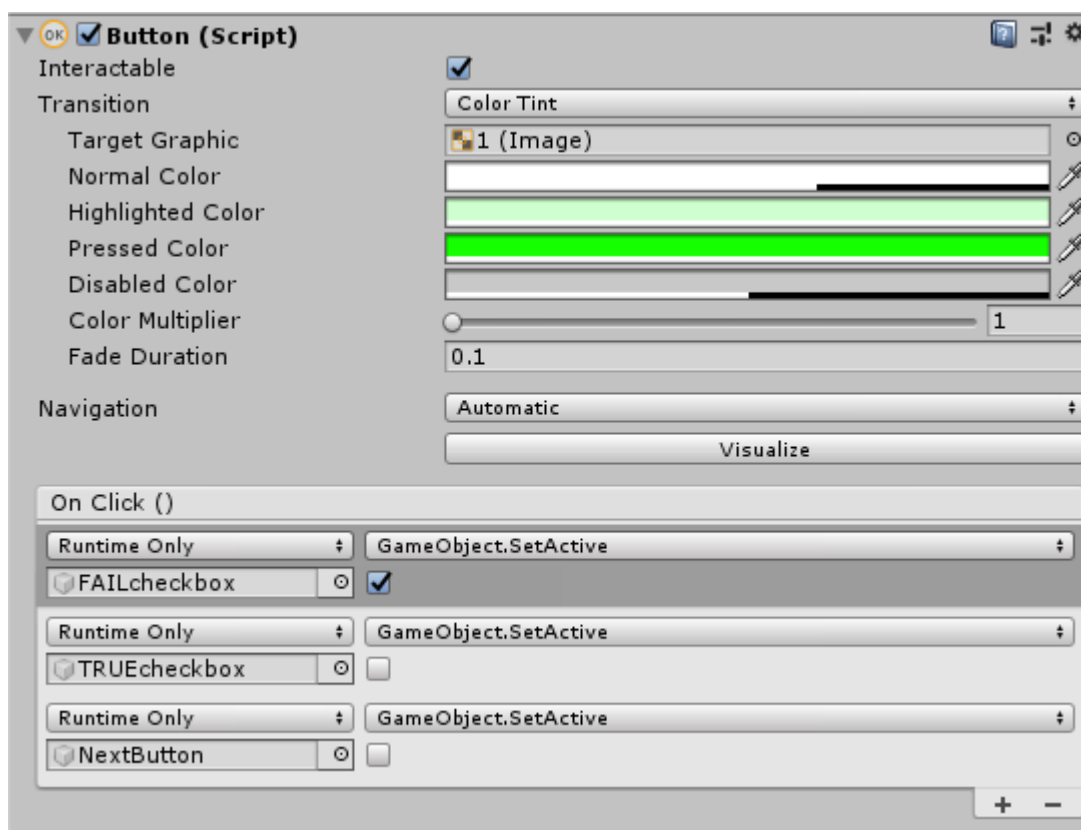 OK Button (Script)
Interactable
Transition Color Tint
Target Graphic 1 (Image)
Normal Color
Highlighted Color
Pressed Color
Disabled Color
Color Multiplier 1
Fade Duration 0.1
Navigation Automatic
Visualize
On Click ()
Runtime Only GameObject.SetActive
FAILcheckbox
Runtime Only GameObject.SetActive
TRUEcheckbox
Runtime Only GameObject.SetActive
NextButton
+ −